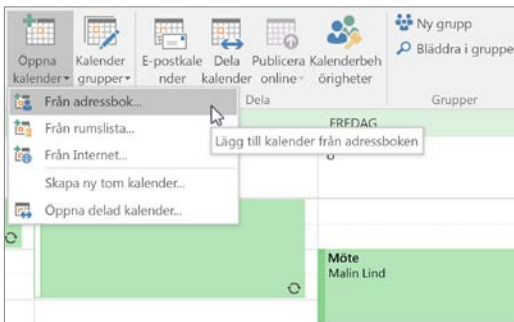 Öppna
kalender
Kalender
grupper
E-postkale
nder
Dela
kalender
Publicera
online
Kalenderbeh
örigheter
Ny grupp
Bläddra i gruppe
Dela
Grupper
Från adressbok...
Från rumslista...
Från Internet...
Skapa ny tom kalender...
Öppna delad kalender...
Lägg till kalender från adressboken
FREDAG
Möte
Malin Lind